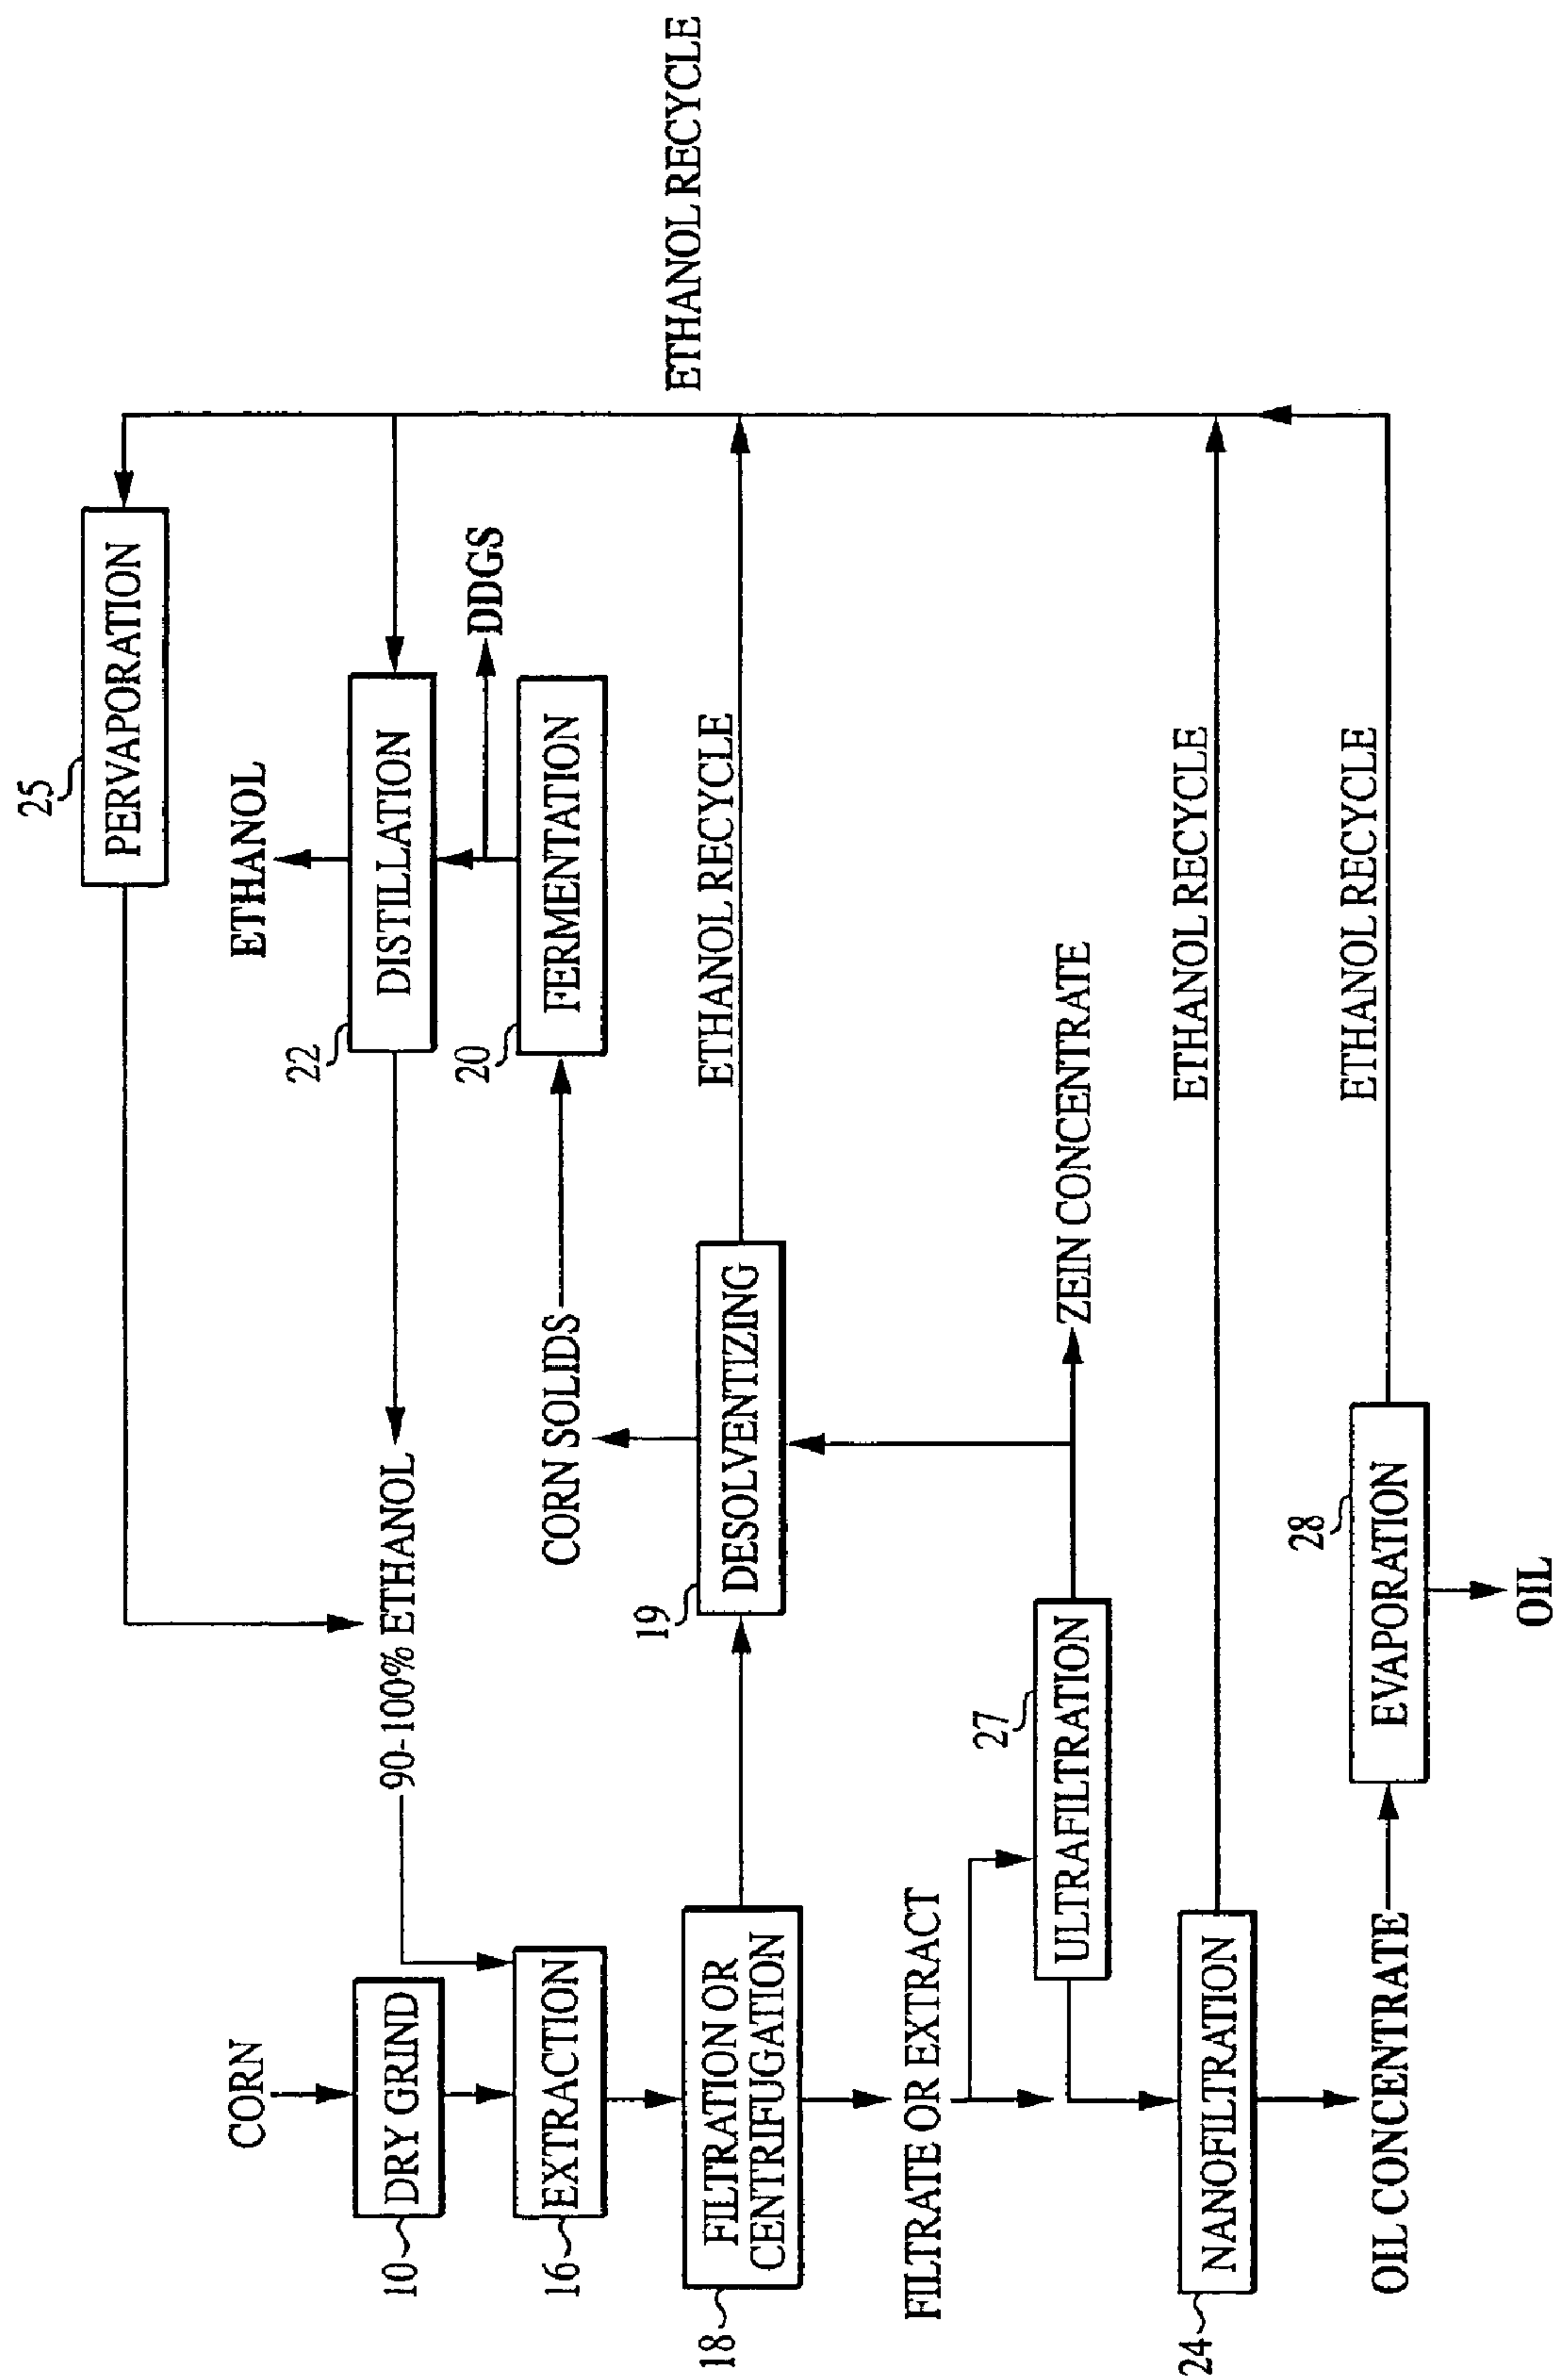 CORN
10
DRY GRIND
16
EXTRACTION
90-100% ETHANOL
18
FILTRATION OR
CENTRIFUGATION
FILTRATE OR EXTRACT
24
NANOFILTRATION
OIL CONCENTRATE
27
ULTRAFILTRATION
ZEIN CONCENTRATE
19
DESOLVENTIZING
CORN SOLIDS
28
EVAPORATION
OIL
20
FERMENTATION
DDGS
22
DISTILLATION
ETHANOL
25
PERVAPORATION
ETHANOL RECYCLE
ETHANOL RECYCLE
ETHANOL RECYCLE
ETHANOL RECYCLE